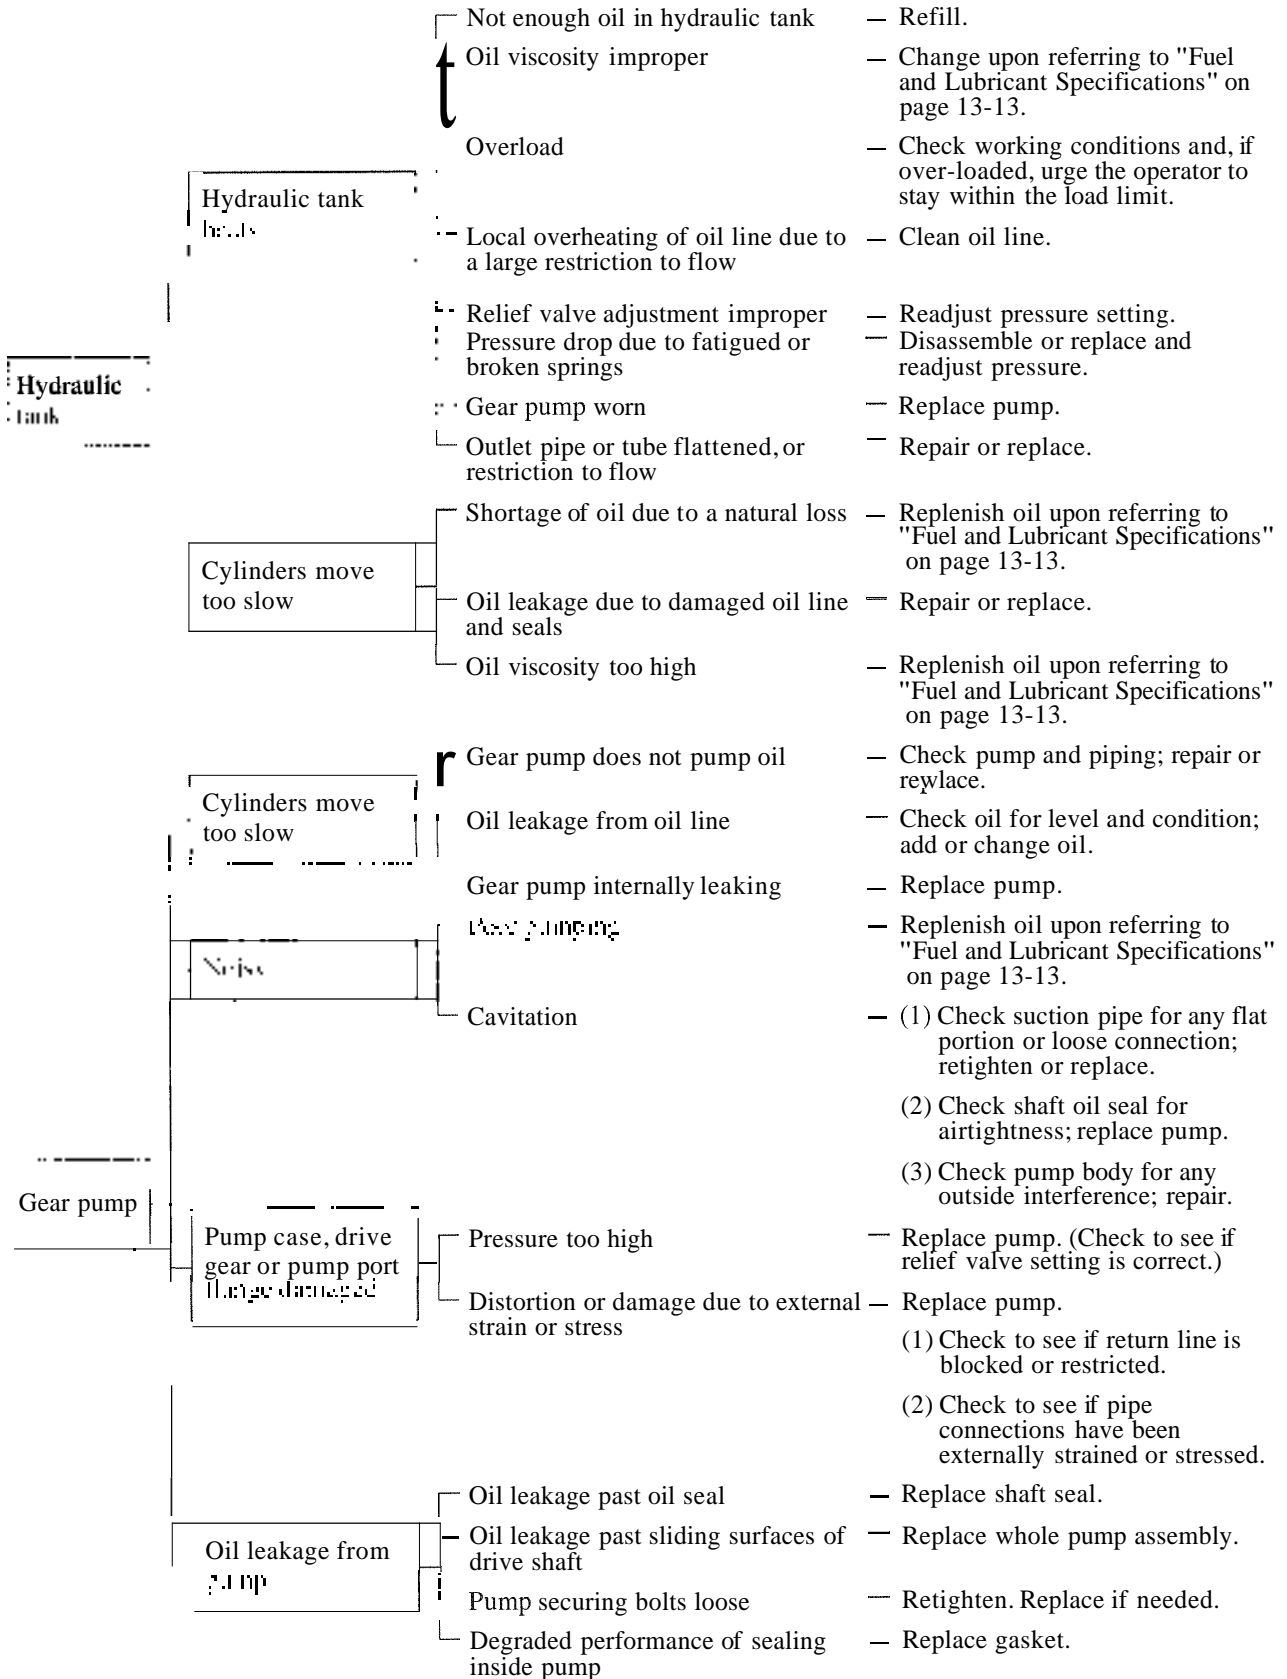 Not enough oil in hydraulic tank — Refill.
Oil viscosity improper — Change upon referring to "Fuel
and Lubricant Specifications" on
page 13-13.
Overload — Check working conditions and, if
over-loaded, urge the operator to
stay within the load limit.
Hydraulic tank
Local overheating of oil line due to — Clean oil line.
a large restriction to flow
Relief valve adjustment improper — Readjust pressure setting.
Pressure drop due to fatigued or — Disassemble or replace and
broken springs readjust pressure.
Hydraulic
tank
Gear pump worn — Replace pump.
Outlet pipe or tube flattened, or — Repair or replace.
restriction to flow
Shortage of oil due to a natural loss — Replenish oil upon referring to
"Fuel and Lubricant Specifications"
on page 13-13.
Cylinders move
too slow
Oil leakage due to damaged oil line — Repair or replace.
and seals
Oil viscosity too high — Replenish oil upon referring to
"Fuel and Lubricant Specifications"
on page 13-13.
Gear pump does not pump oil — Check pump and piping; repair or
rewlace.
Cylinders move
too slow
Oil leakage from oil line — Check oil for level and condition;
add or change oil.
Gear pump internally leaking — Replace pump.
— Replenish oil upon referring to
"Fuel and Lubricant Specifications"
on page 13-13.
Noise
Cavitation — (1) Check suction pipe for any flat
portion or loose connection;
retighten or replace.
(2) Check shaft oil seal for
airtightness; replace pump.
(3) Check pump body for any
outside interference; repair.
Gear pump
Pump case, drive
gear or pump port
flange damaged
Pressure too high — Replace pump. (Check to see if
relief valve setting is correct.)
Distortion or damage due to external — Replace pump.
strain or stress
(1) Check to see if return line is
blocked or restricted.
(2) Check to see if pipe
connections have been
externally strained or stressed.
Oil leakage past oil seal — Replace shaft seal.
Oil leakage from
pump
Oil leakage past sliding surfaces of — Replace whole pump assembly.
drive shaft
Pump securing bolts loose — Retighten. Replace if needed.
Degraded performance of sealing — Replace gasket.
inside pump